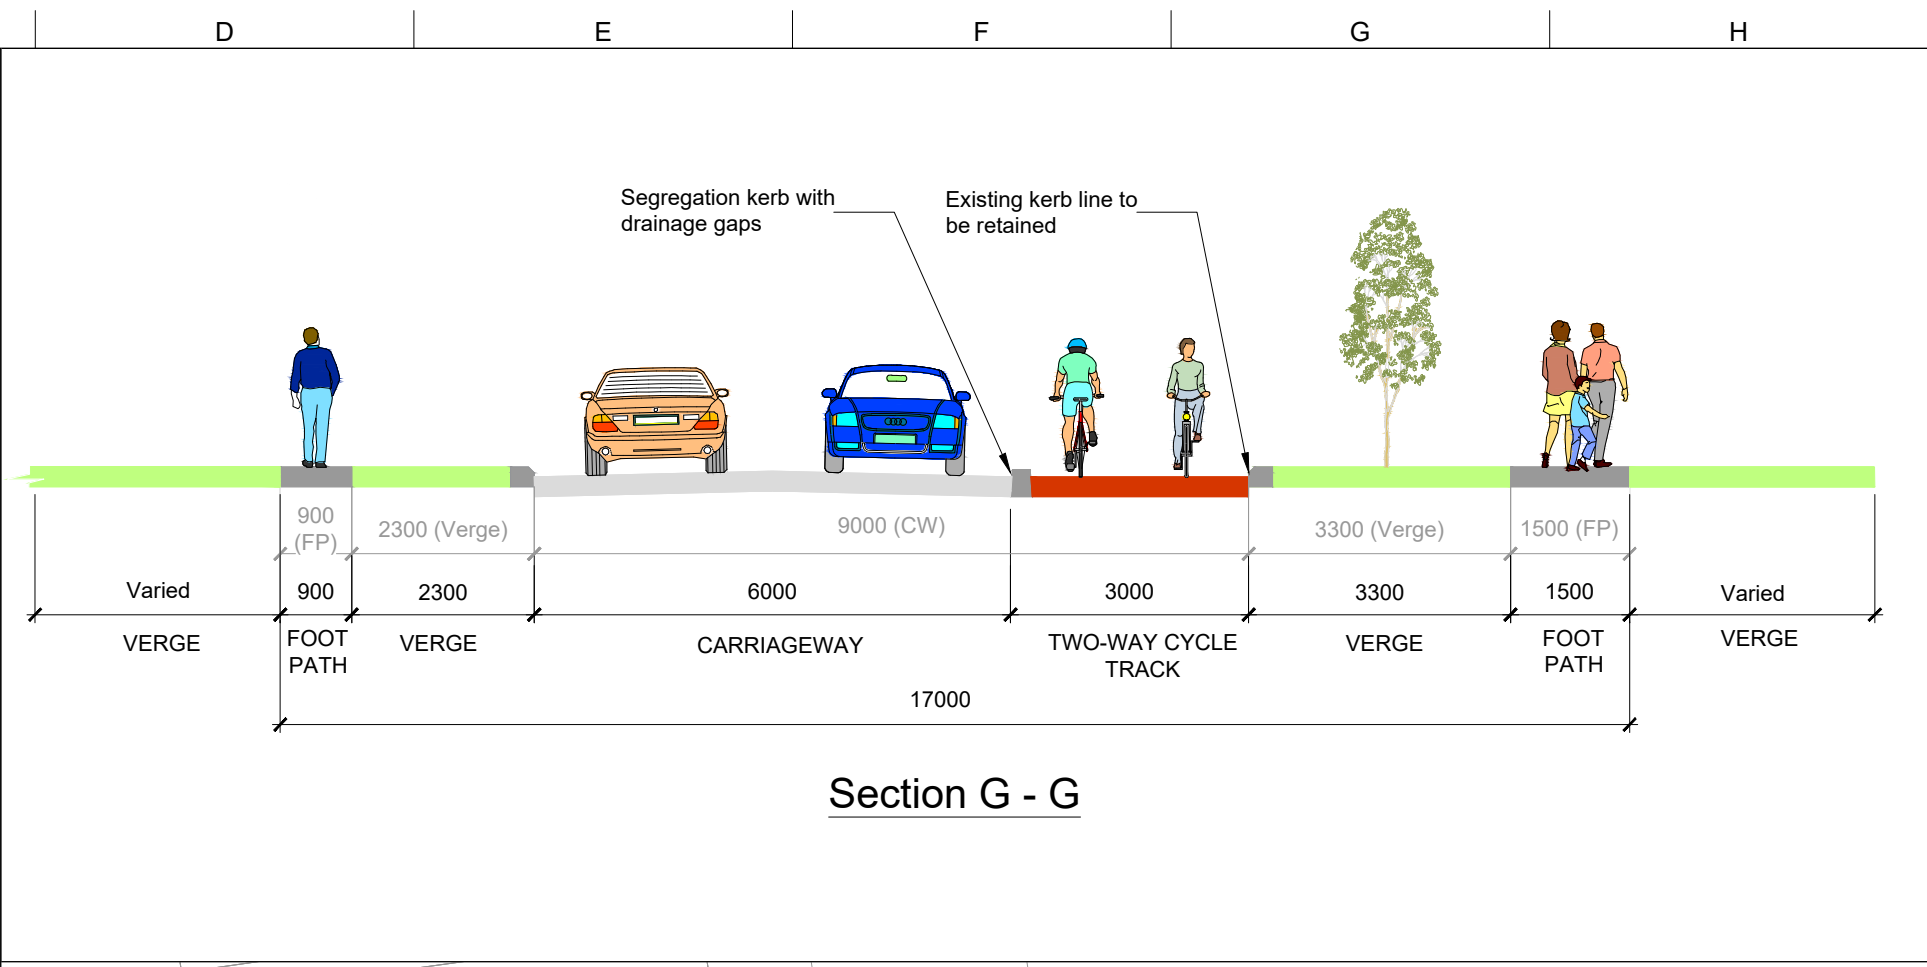 D E F G H
Segregation kerb with
drainage gaps
Existing kerb line to
be retained
900
(FP)
2300 (Verge)
9000 (CW)
3300 (Verge)
1500 (FP)
Varied 900 2300 6000 3000 3300 1500 Varied
VERGE
FOOT
PATH
VERGE
CARRIAGEWAY
TWO-WAY CYCLE
TRACK
VERGE
FOOT
PATH
VERGE
17000
Section G - G